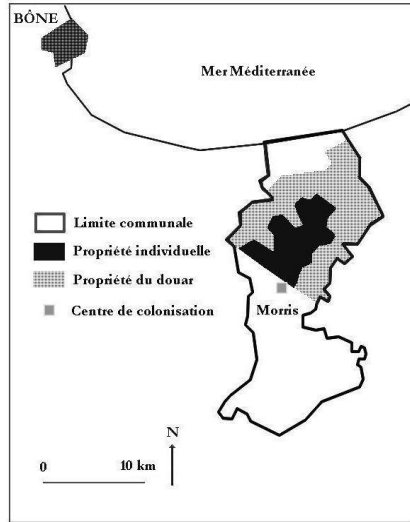 BÔNE
Mer Méditerranée
Limite communale
Propriété individuelle
Propriété du douar
Centre de colonisation
Morris
N
0 10 km